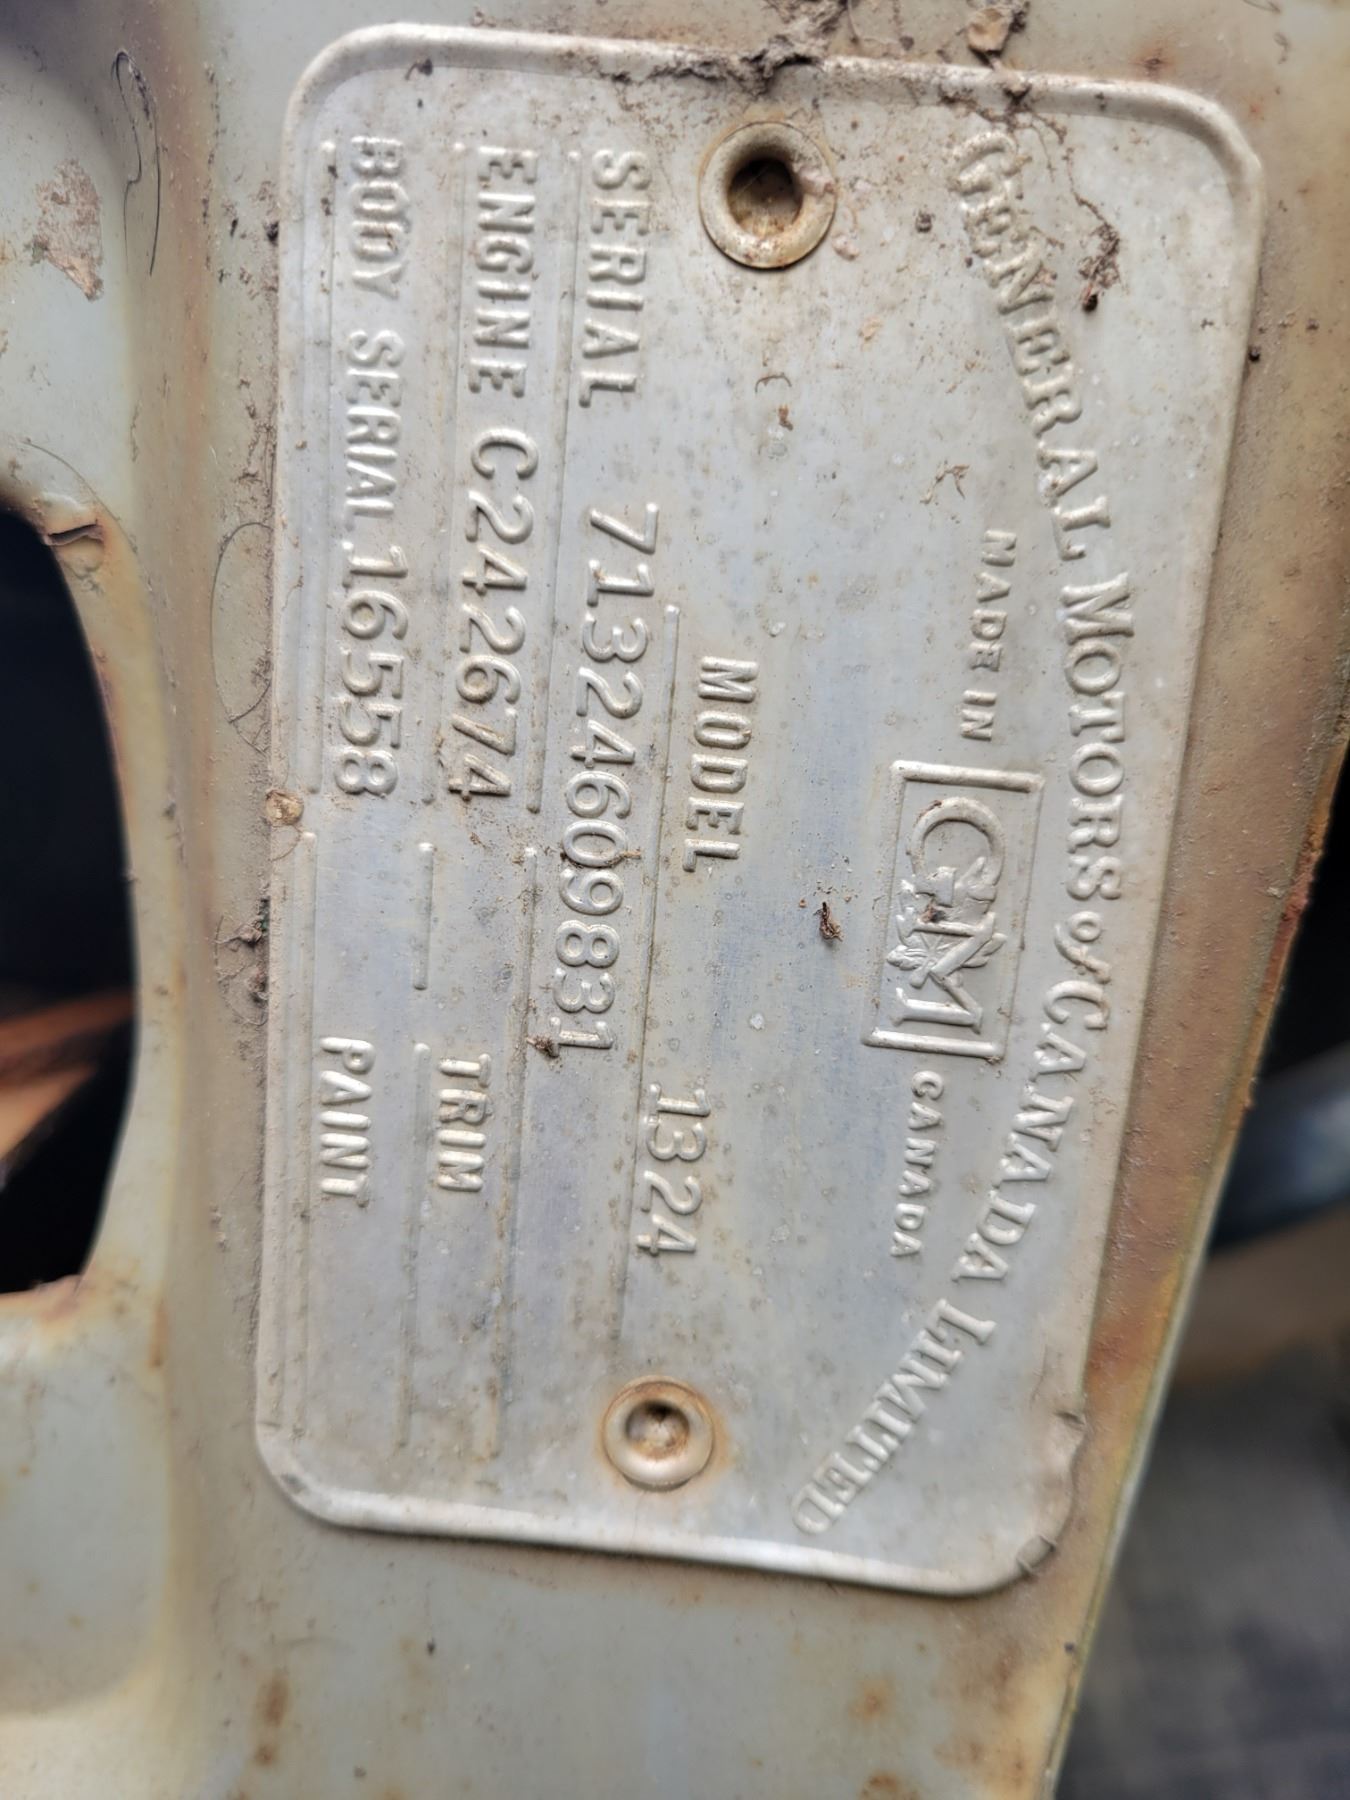 GENERAL MOTORS of CANADA LIMITED
MADE IN GM CANADA
MODEL 1324
SERIAL 71324609831
ENGINE C242674
TRIM
BODY SERIAL 16558
PAINT